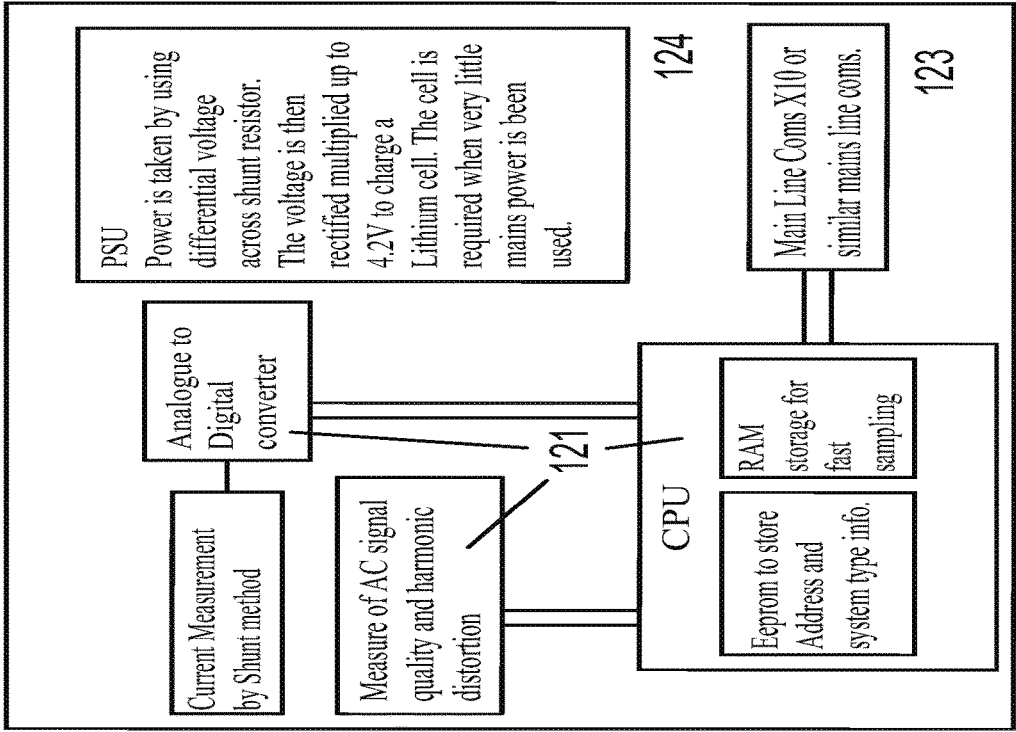 Current Measurement
by Shunt method
Analogue to
Digital
converter
PSU
Power is taken by using
differential voltage
across shunt resistor.
The voltage is then
rectified multiplied up to
4.2V to charge a
Lithium cell. The cell is
required when very little
mains power is been
used.
124
Measure of AC signal
quality and harmonic
distortion
121
CPU
Eeprom to store
Address and
system type info.
RAM
storage for
fast
sampling
Main Line Coms X10 or
similar mains line coms.
123